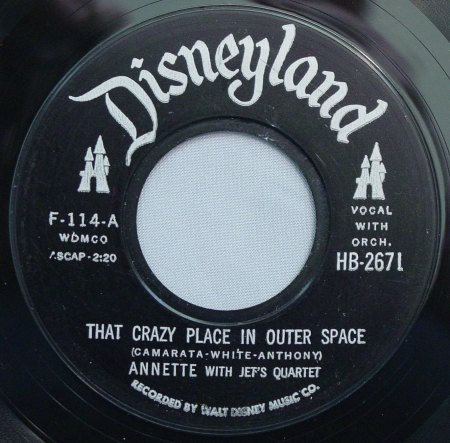 Disneyland
F-114-A
WDMCO
ASCAP-2:20
VOCAL
WITH
ORCH.
HB-2671
THAT CRAZY PLACE IN OUTER SPACE
(CAMARATA-WHITE-ANTHONY)
ANNETTE WITH JEF'S QUARTET
RECORDED BY WALT DISNEY MUSIC CO.